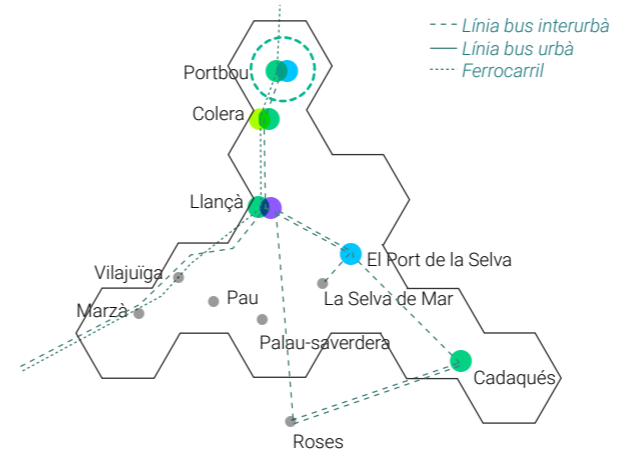 Línia bus interurbà
Línia bus urbà
Ferrocarril
Portbou
Colera
Llançà
El Port de la Selva
Vilajuïga
La Selva de Mar
Pau
Marzà
Palau-saverdera
Cadaqués
Roses